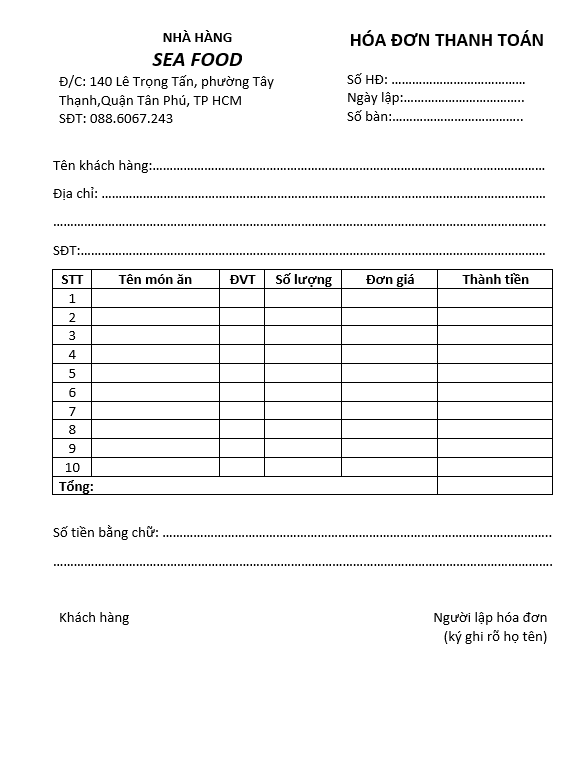 NHÀ HÀNG
SEA FOOD
Đ/C: 140 Lê Trọng Tấn, phường Tây
Thạnh,Quận Tân Phú, TP HCM
SĐT: 088.6067.243
HÓA ĐƠN THANH TOÁN
Số HĐ: …………………………………
Ngày lập:……………………………..
Số bàn:………………………………..
Tên khách hàng:……………………………………………………………………………………………………
Địa chỉ: …………………………………………………………………………………………………………………
………………………………………………………………………………………………………………………………..
SĐT:………………………………………………………………………………………………………………………
STT Tên món ăn ĐVT Số lượng Đơn giá Thành tiền
1
2
3
4
5
6
7
8
9
10
Tổng:
Số tiền bằng chữ: …………………………………………………………………………………………………..
………………………………………………………………………………………………………………………………….
Khách hàng Người lập hóa đơn
(ký ghi rõ họ tên)